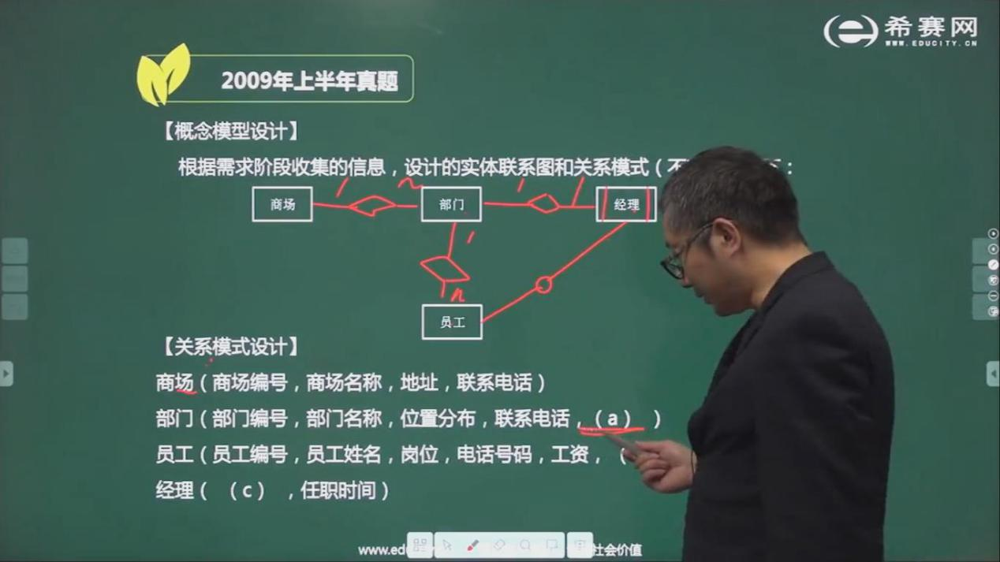 希赛网
WWW.EDUCITY.CN
2009年上半年真题
【概念模型设计】
根据需求阶段收集的信息，设计的实体联系图和关系模式（不
：
1
n
1
1
商场
部门
经理
1
n
员工
【关系模式设计】
商场（商场编号，商场名称，地址，联系电话）
部门（部门编号，部门名称，位置分布，联系电话，（a） ）
员工（员工编号，员工姓名，岗位，电话号码，工资，（
经理（ （c） ，任职时间）
www.edu
社会价值